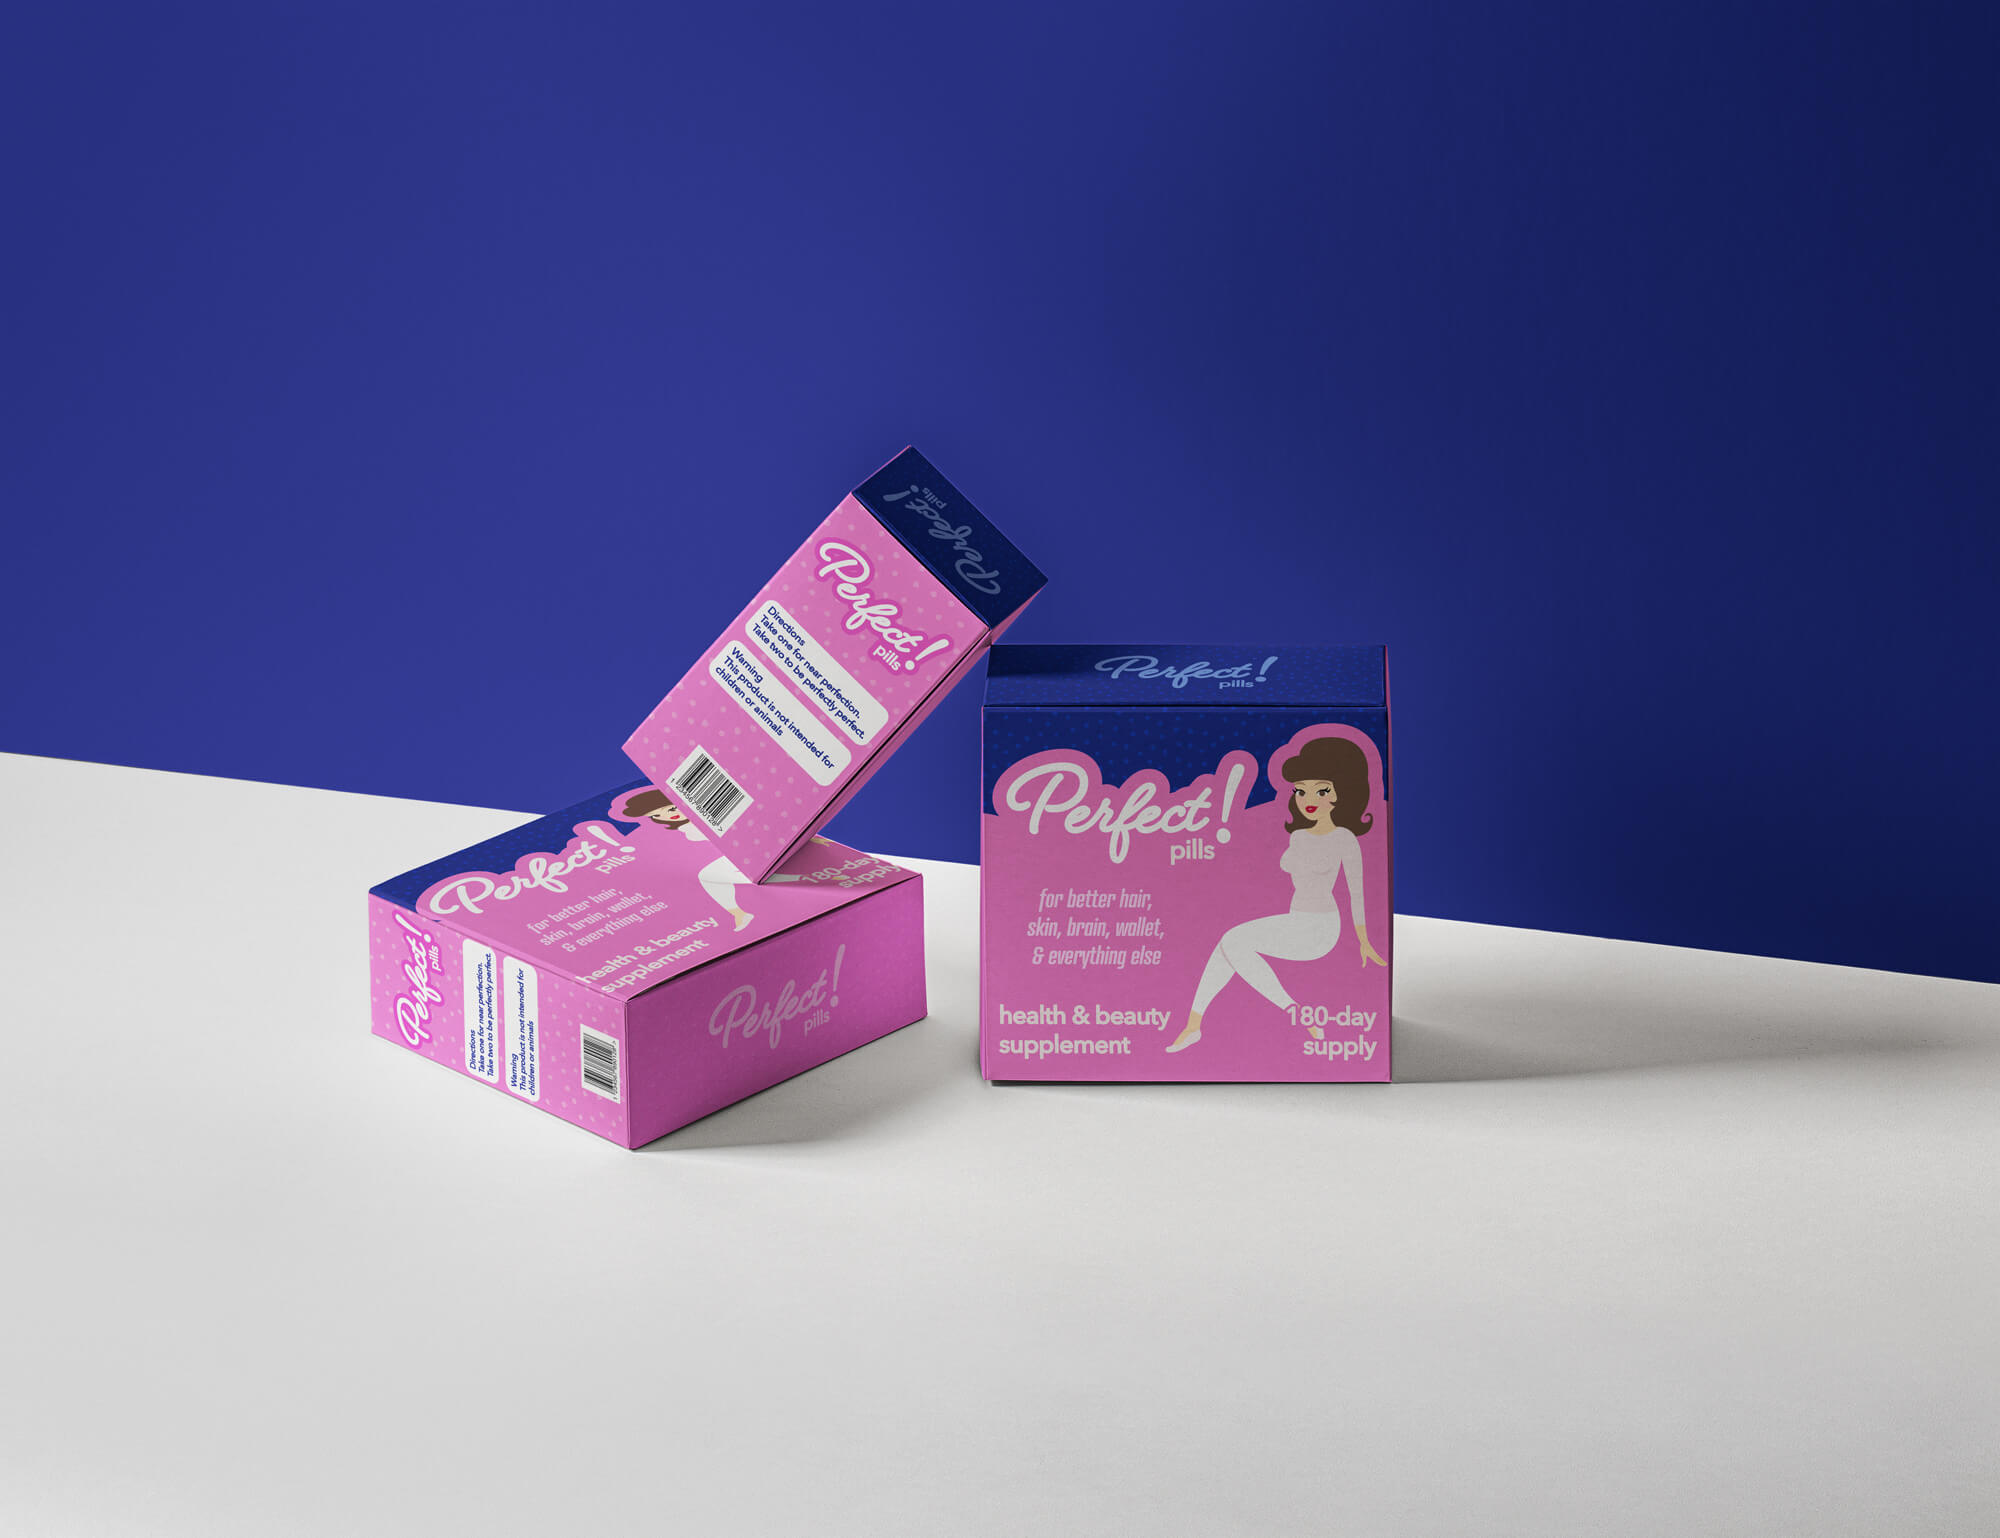 Perfect!
pills
Perfect!
pills
Directions
Take one for near perfection.
Take two to be perfectly perfect.
Warning
This product is not intended for
children or animals
Perfect!
pills
for better hair,
skin, brain, wallet,
& everything else
health & beauty
supplement
180-day
supply
Perfect!
pills
Directions
Take one for near perfection.
Take two to be perfectly perfect.
Warning
This product is not intended for
children or animals
Perfect!
pills
Perfect!
pills
Perfect!
pills
for better hair,
skin, brain, wallet,
& everything else
health & beauty
supplement
180-day
supply